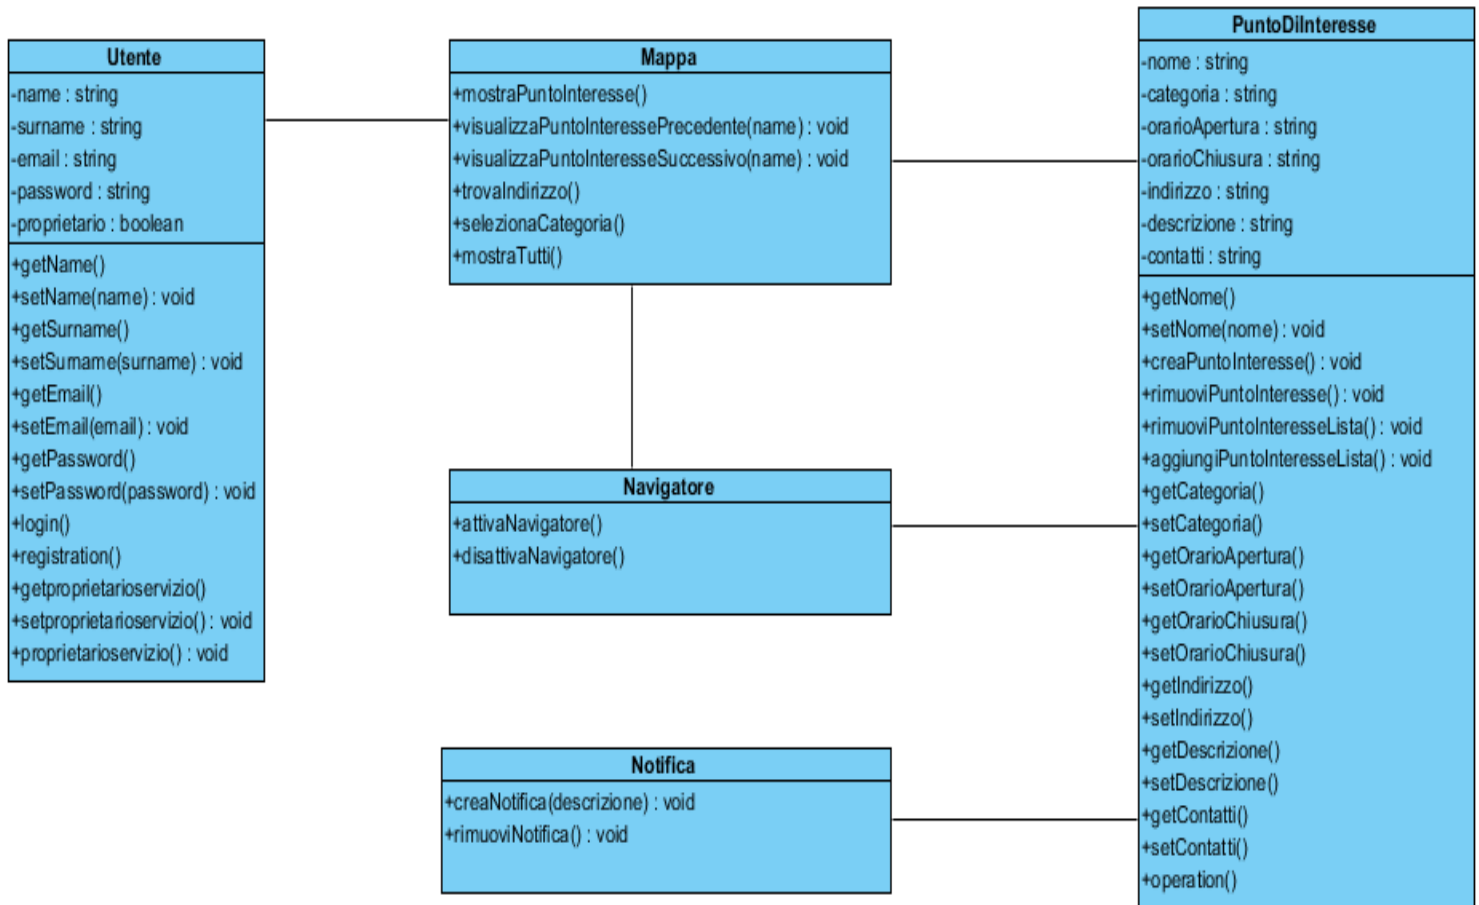 Utente
-name : string
-surname : string
-email : string
-password : string
-proprietario : boolean
+getName()
+setName(name) : void
+getSurname()
+setSurname(surname) : void
+getEmail()
+setEmail(email) : void
+getPassword()
+setPassword(password) : void
+login()
+registration()
+getproprietarioservizio()
+setproprietarioservizio() : void
+proprietarioservizio() : void
Mappa
+mostraPuntoInteresse()
+visualizzaPuntoInteressePrecedente(name) : void
+visualizzaPuntoInteresseSuccessivo(name) : void
+trovaIndirizzo()
+selezionaCategoria()
+mostraTutti()
Navigatore
+attivaNavigatore()
+disattivaNavigatore()
Notifica
+creaNotifica(descrizione) : void
+rimuoviNotifica() : void
PuntoDiInteresse
-nome : string
-categoria : string
-orarioApertura : string
-orarioChiusura : string
-indirizzo : string
-descrizione : string
-contatti : string
+getNome()
+setNome(nome) : void
+creaPuntoInteresse() : void
+rimuoviPuntoInteresse() : void
+rimuoviPuntoInteresseLista() : void
+aggiungiPuntoInteresseLista() : void
+getCategoria()
+setCategoria()
+getOrarioApertura()
+setOrarioApertura()
+getOrarioChiusura()
+setOrarioChiusura()
+getIndirizzo()
+setIndirizzo()
+getDescrizione()
+setDescrizione()
+getContatti()
+setContatti()
+operation()